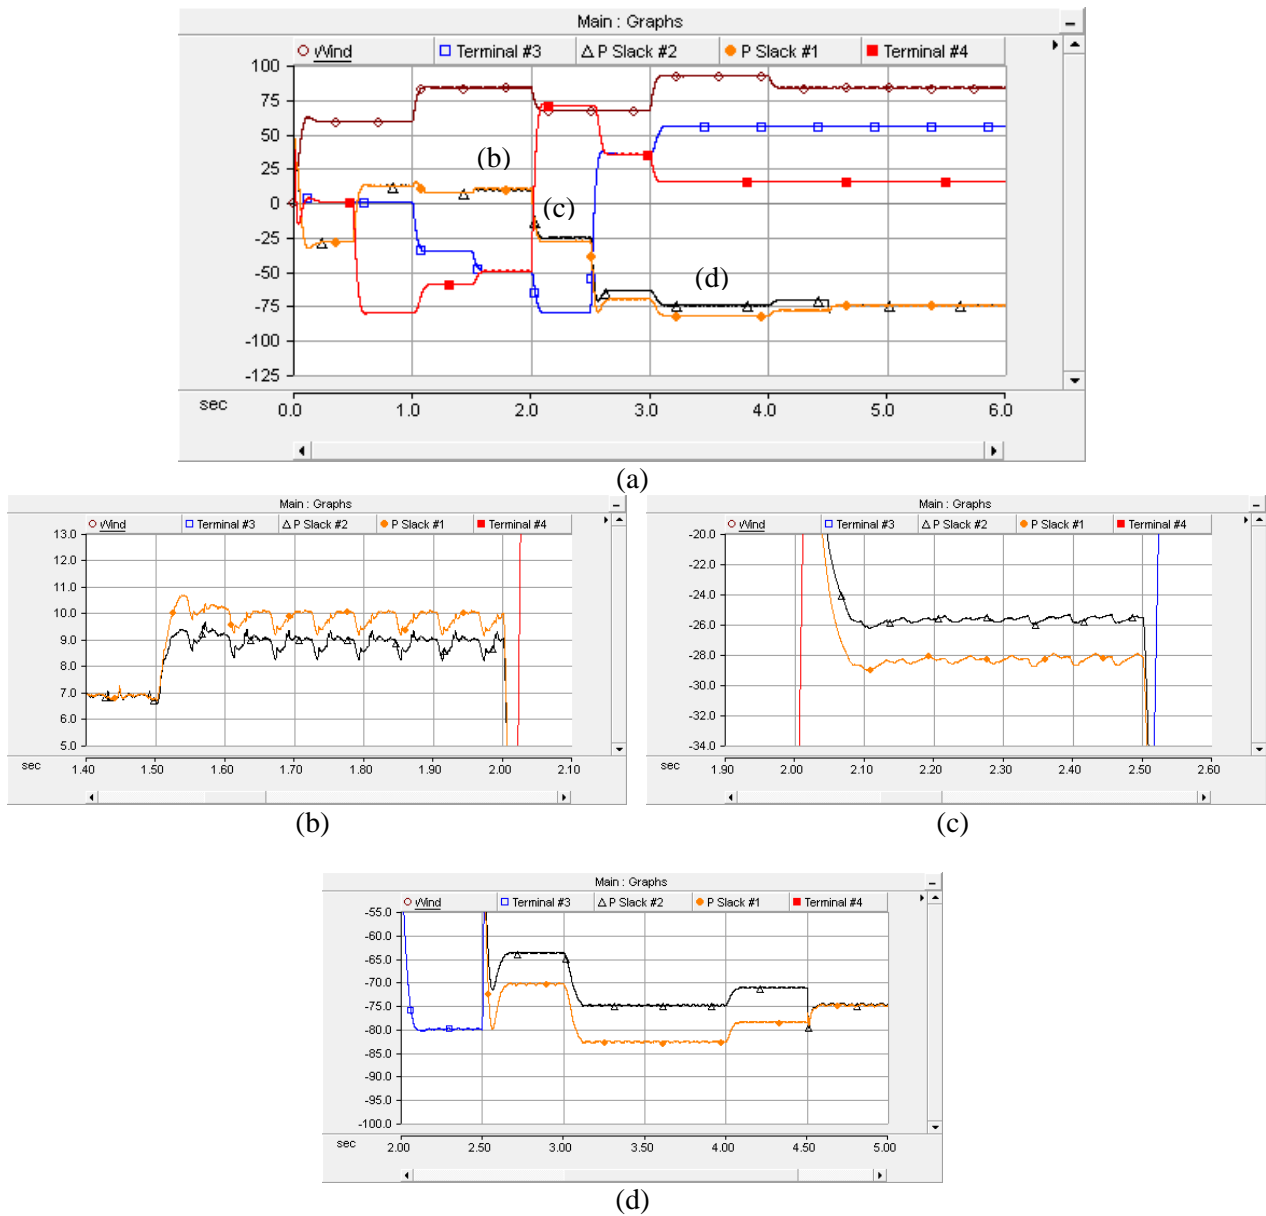 Main : Graphs
Wind Terminal #3 P Slack #2 P Slack #1 Terminal #4
100
75
50
25
0
-25
-50
-75
-100
-125
(b)
(c)
(d)
sec 0.0 1.0 2.0 3.0 4.0 5.0 6.0
(a)
Main : Graphs
Wind Terminal #3 P Slack #2 P Slack #1 Terminal #4
13.0
12.0
11.0
10.0
9.0
8.0
7.0
6.0
5.0
sec 1.40 1.50 1.60 1.70 1.80 1.90 2.00 2.10
(b)
Main : Graphs
Wind Terminal #3 P Slack #2 P Slack #1 Terminal #4
-20.0
-22.0
-24.0
-26.0
-28.0
-30.0
-32.0
-34.0
sec 1.90 2.00 2.10 2.20 2.30 2.40 2.50 2.60
(c)
Main : Graphs
Wind Terminal #3 P Slack #2 P Slack #1 Terminal #4
-55.0
-60.0
-65.0
-70.0
-75.0
-80.0
-85.0
-90.0
-95.0
-100.0
sec 2.00 2.50 3.00 3.50 4.00 4.50 5.00
(d)